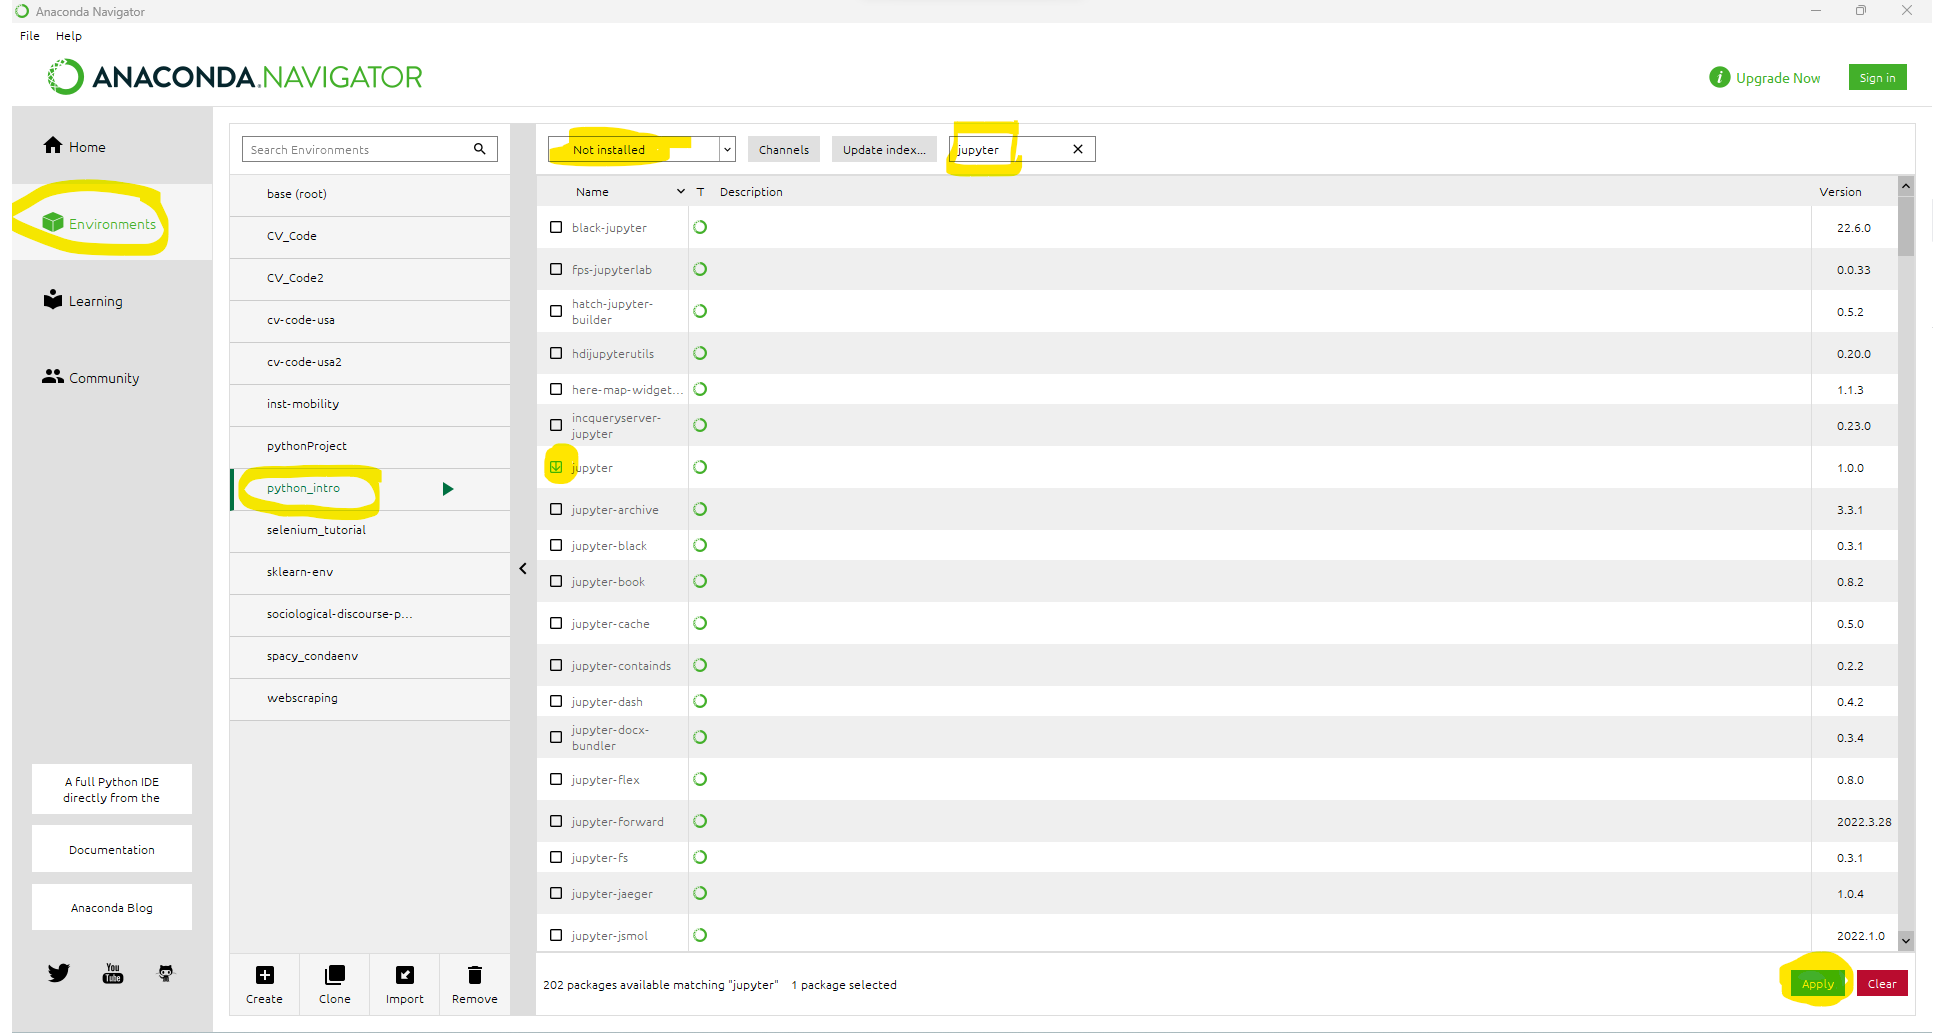 Anaconda Navigator
File Help
ANACONDA.NAVIGATOR
i Upgrade Now Sign in
Home
Environments
Learning
Community
A full Python IDE
directly from the
Documentation
Anaconda Blog
You
Tube
Search Environments
base (root)
CV_Code
CV_Code2
cv-code-usa
cv-code-usa2
inst-mobility
pythonProject
python_intro
selenium_tutorial
sklearn-env
sociological-discourse-p...
spacy_condaenv
webscraping
Create Clone Import Remove
Not installed Channels Update index... jupyter
Name T Description Version
black-jupyter 22.6.0
fps-jupyterlab 0.0.33
hatch-jupyter-
builder 0.5.2
hdijupyterutils 0.20.0
here-map-widget... 1.1.3
incqueryserver-
jupyter 0.23.0
jupyter 1.0.0
jupyter-archive 3.3.1
jupyter-black 0.3.1
jupyter-book 0.8.2
jupyter-cache 0.5.0
jupyter-containds 0.2.2
jupyter-dash 0.4.2
jupyter-docx-
bundler 0.3.4
jupyter-flex 0.8.0
jupyter-forward 2022.3.28
jupyter-fs 0.3.1
jupyter-jaeger 1.0.4
jupyter-jsmol 2022.1.0
202 packages available matching "jupyter" 1 package selected
Apply Clear